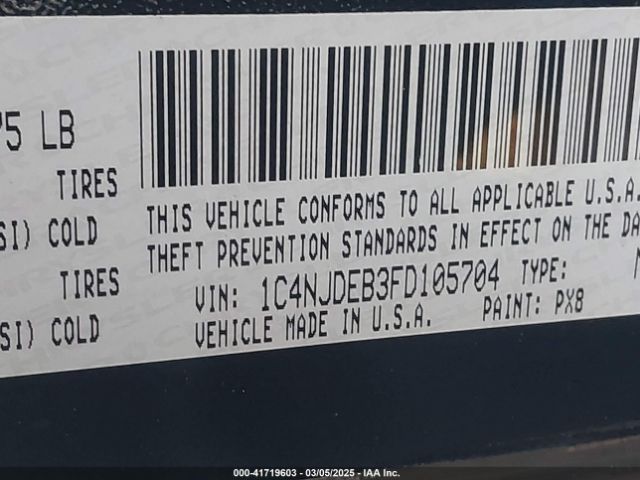 75 LB
TIRES
SI) COLD
TIRES
SI) COLD
THIS VEHICLE CONFORMS TO ALL APPLICABLE U.S.A.
THEFT PREVENTION STANDARDS IN EFFECT ON THE DA
VIN: 1C4NJDEB3FD105704 TYPE:
VEHICLE MADE IN U.S.A. PAINT: PX8
000-41719603 - 03/05/2025 - IAA Inc.